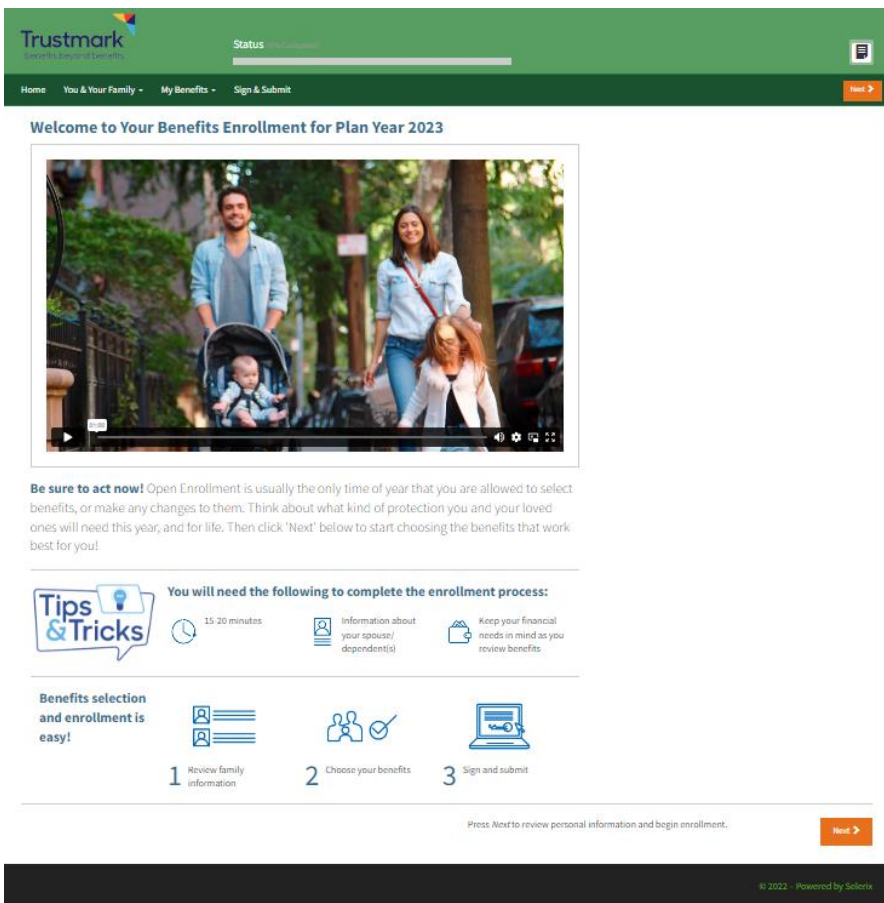 Trustmark
benefits beyond benefits
Status
Home You & Your Family My Benefits Sign & Submit
Next
Welcome to Your Benefits Enrollment for Plan Year 2023
01:00
Be sure to act now! Open Enrollment is usually the only time of year that you are allowed to select
benefits, or make any changes to them. Think about what kind of protection you and your loved
ones will need this year, and for life. Then click 'Next' below to start choosing the benefits that work
best for you!
Tips
& Tricks
You will need the following to complete the enrollment process:
15-20 minutes
Information about
your spouse/
dependent(s)
Keep your financial
needs in mind as you
review benefits
Benefits selection
and enrollment is
easy!
1 Review family
information
2 Choose your benefits
3 Sign and submit
Press Next to review personal information and begin enrollment.
Next
© 2022 - Powered by Selerix